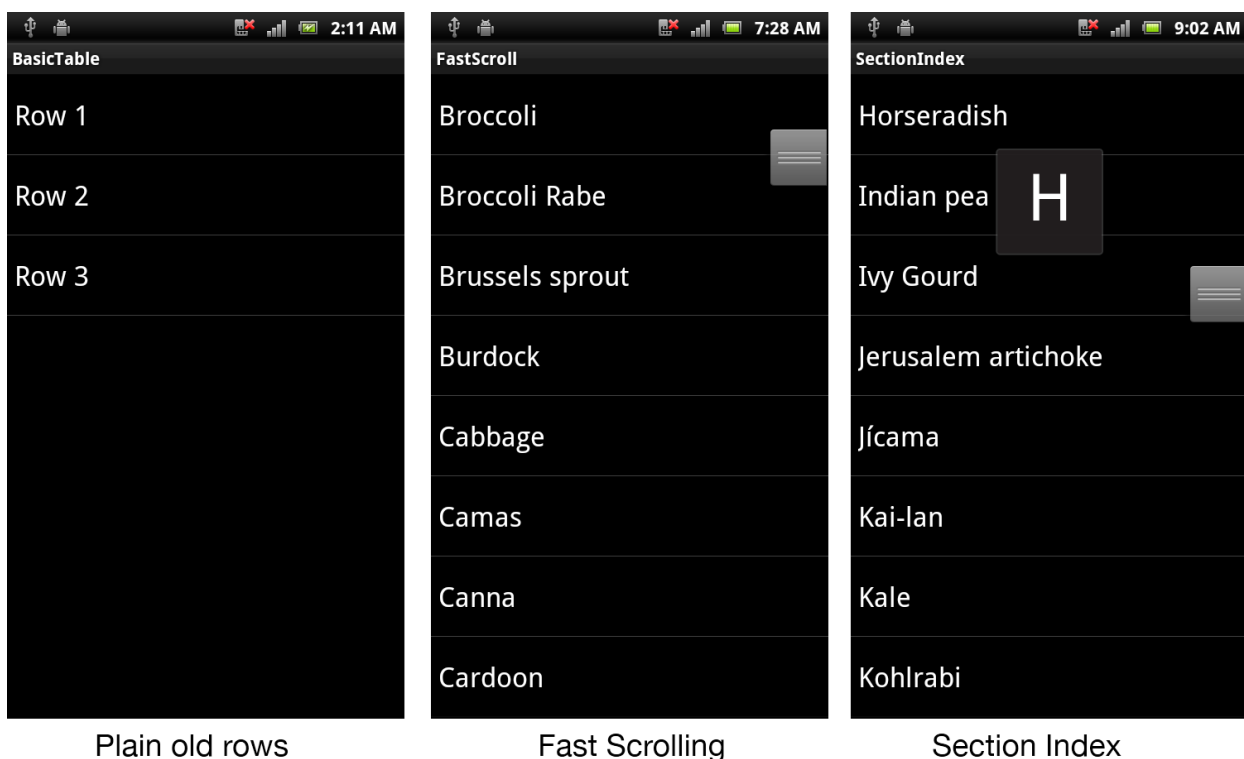 2:11 AM
BasicTable
Row 1
Row 2
Row 3
Plain old rows
7:28 AM
FastScroll
Broccoli
Broccoli Rabe
Brussels sprout
Burdock
Cabbage
Camas
Canna
Cardoon
Fast Scrolling
9:02 AM
SectionIndex
Horseradish
Indian pea
H
Ivy Gourd
Jerusalem artichoke
Jícama
Kai-lan
Kale
Kohlrabi
Section Index